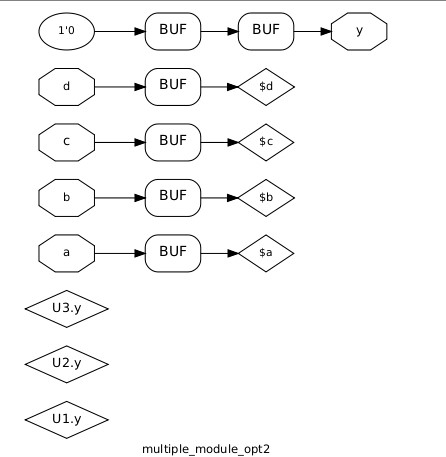 1'0 BUF BUF y
d BUF $d
c BUF $c
b BUF $b
a BUF $a
U3.y
U2.y
U1.y
multiple_module_opt2